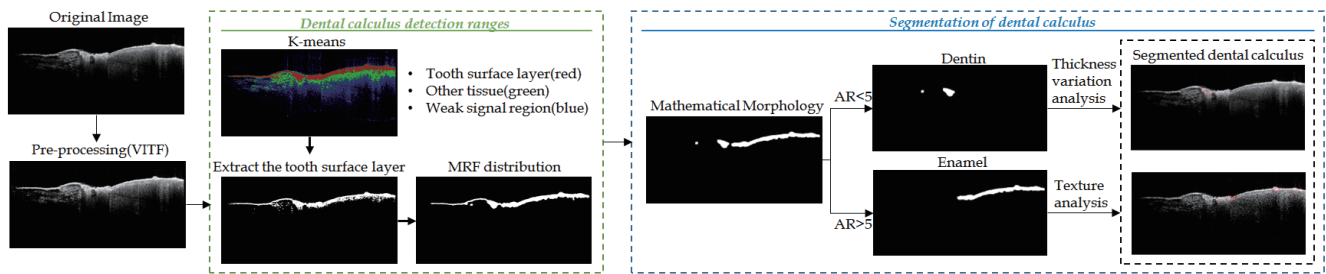 Original Image
Pre-processing(VITF)
Dental calculus detection ranges
K-means
• Tooth surface layer(red)
• Other tissue(green)
• Weak signal region(blue)
Extract the tooth surface layer
MRF distribution
Segmentation of dental calculus
Mathematical Morphology
AR<5
AR>5
Dentin
Enamel
Thickness
variation
analysis
Texture
analysis
Segmented dental calculus